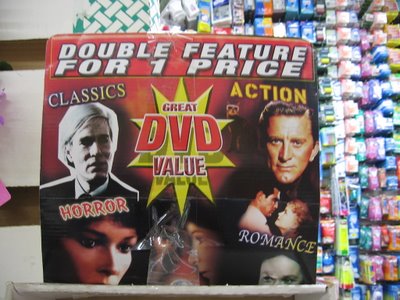 DOUBLE FEATURE
FOR 1 PRICE
CLASSICS
ACTION
GREAT
DVD
VALUE
HORROR
ROMANCE